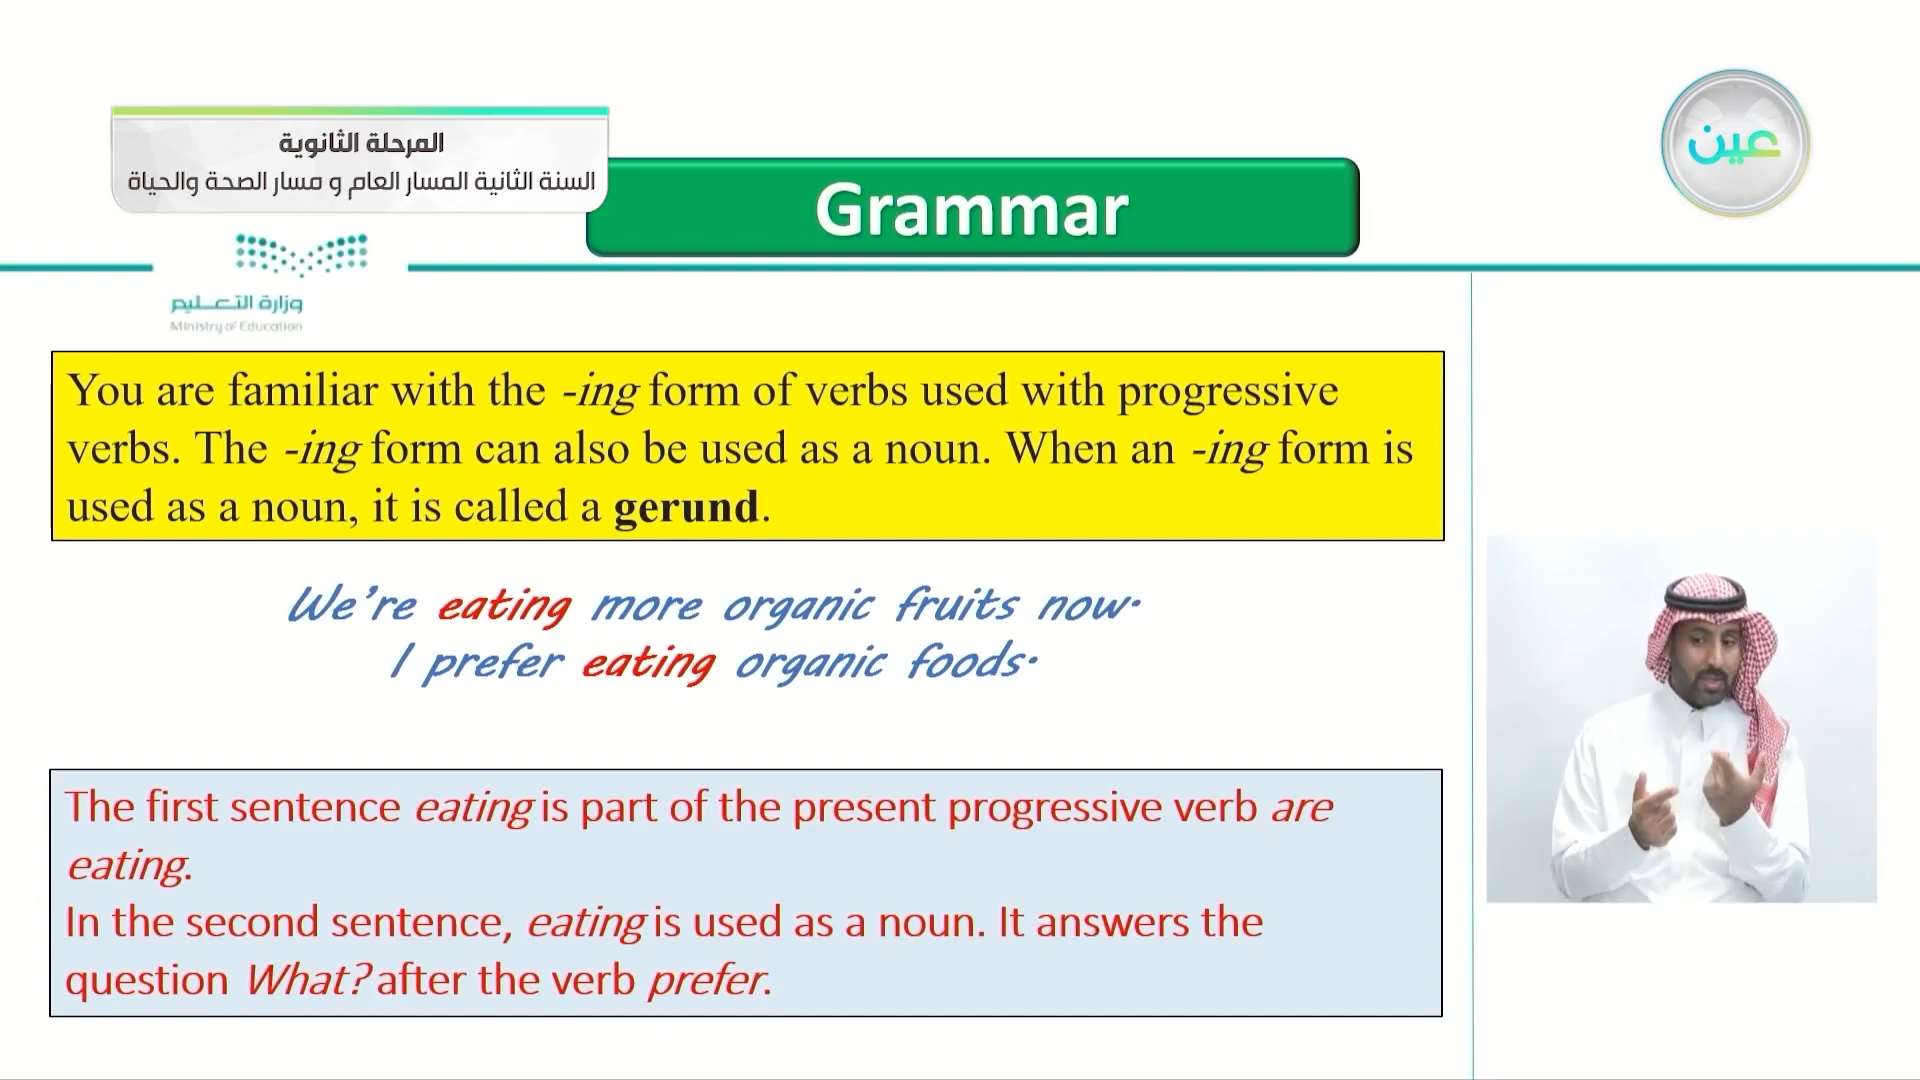 المرحلة الثانوية
السنة الثانية المسار العام و مسار الصحة والحياة
عين
Grammar
وزارة التعليم
Ministry of Education
You are familiar with the -ing form of verbs used with progressive
verbs. The -ing form can also be used as a noun. When an -ing form is
used as a noun, it is called a gerund.
We're eating more organic fruits now.
I prefer eating organic foods.
The first sentence eating is part of the present progressive verb are
eating.
In the second sentence, eating is used as a noun. It answers the
question What? after the verb prefer.